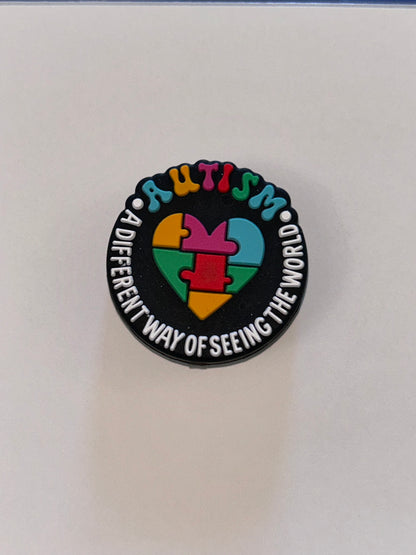 AUTISM
A DIFFERENT WAY OF SEEING THE WORLD